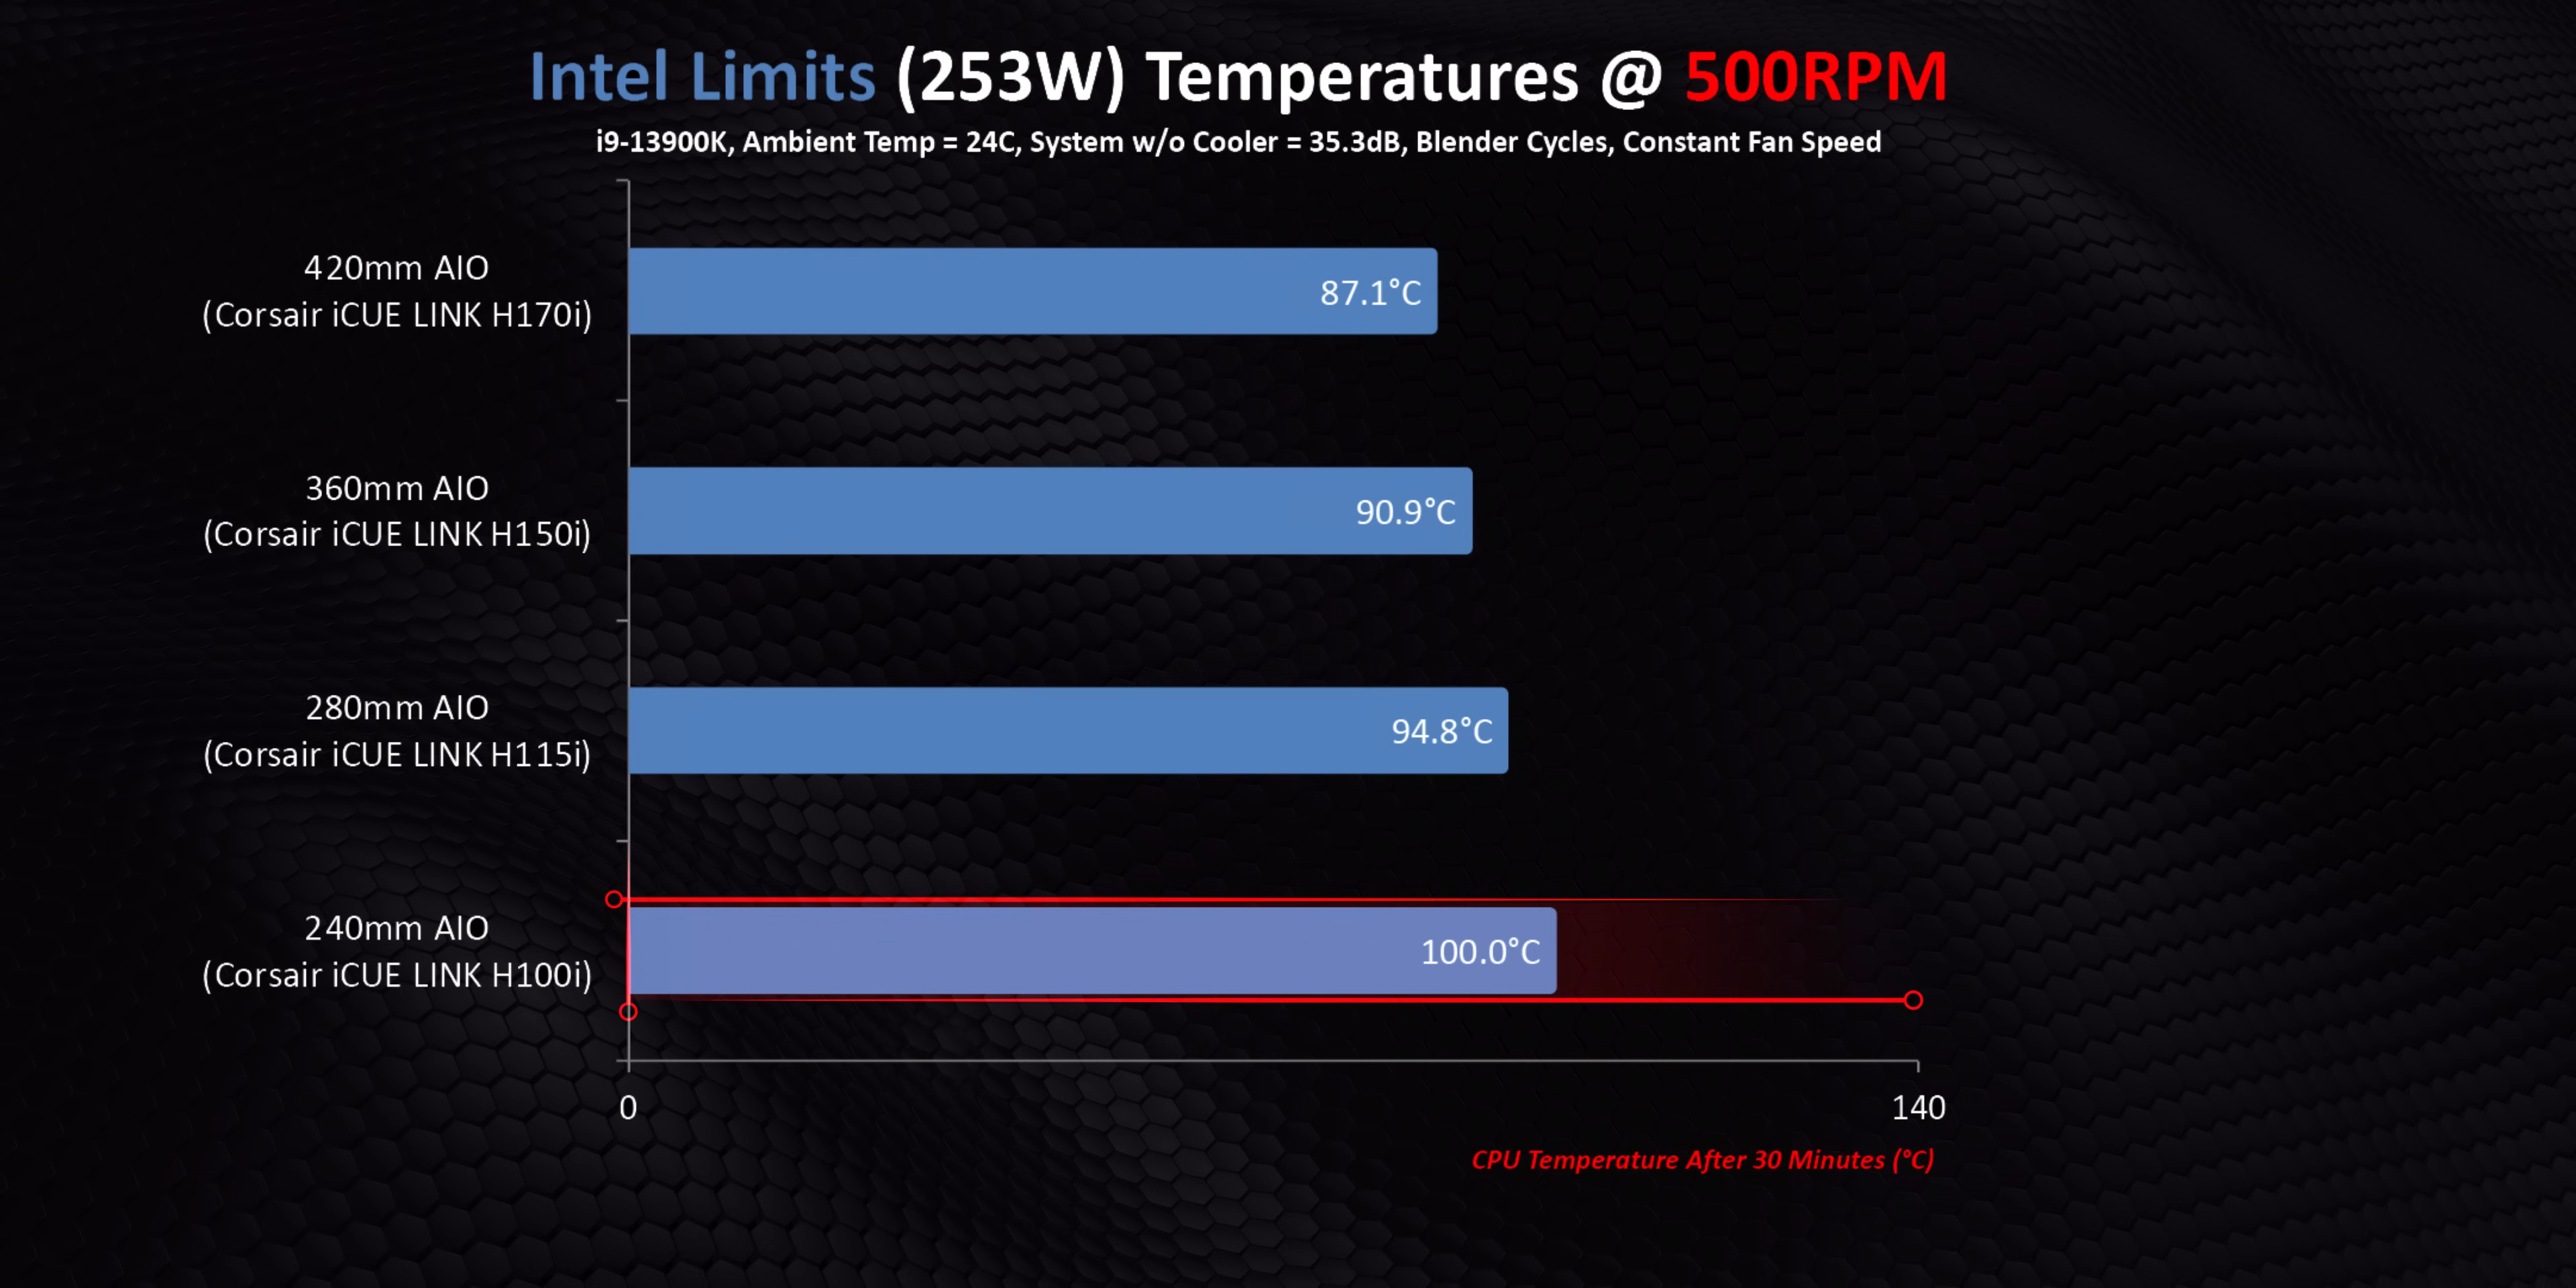 Intel Limits (253W) Temperatures @ 500RPM
i9-13900K, Ambient Temp = 24C, System w/o Cooler = 35.3dB, Blender Cycles, Constant Fan Speed
420mm AIO
(Corsair iCUE LINK H170i)
87.1°C
360mm AIO
(Corsair iCUE LINK H150i)
90.9°C
280mm AIO
(Corsair iCUE LINK H115i)
94.8°C
240mm AIO
(Corsair iCUE LINK H100i)
100.0°C
0
140
CPU Temperature After 30 Minutes (°C)